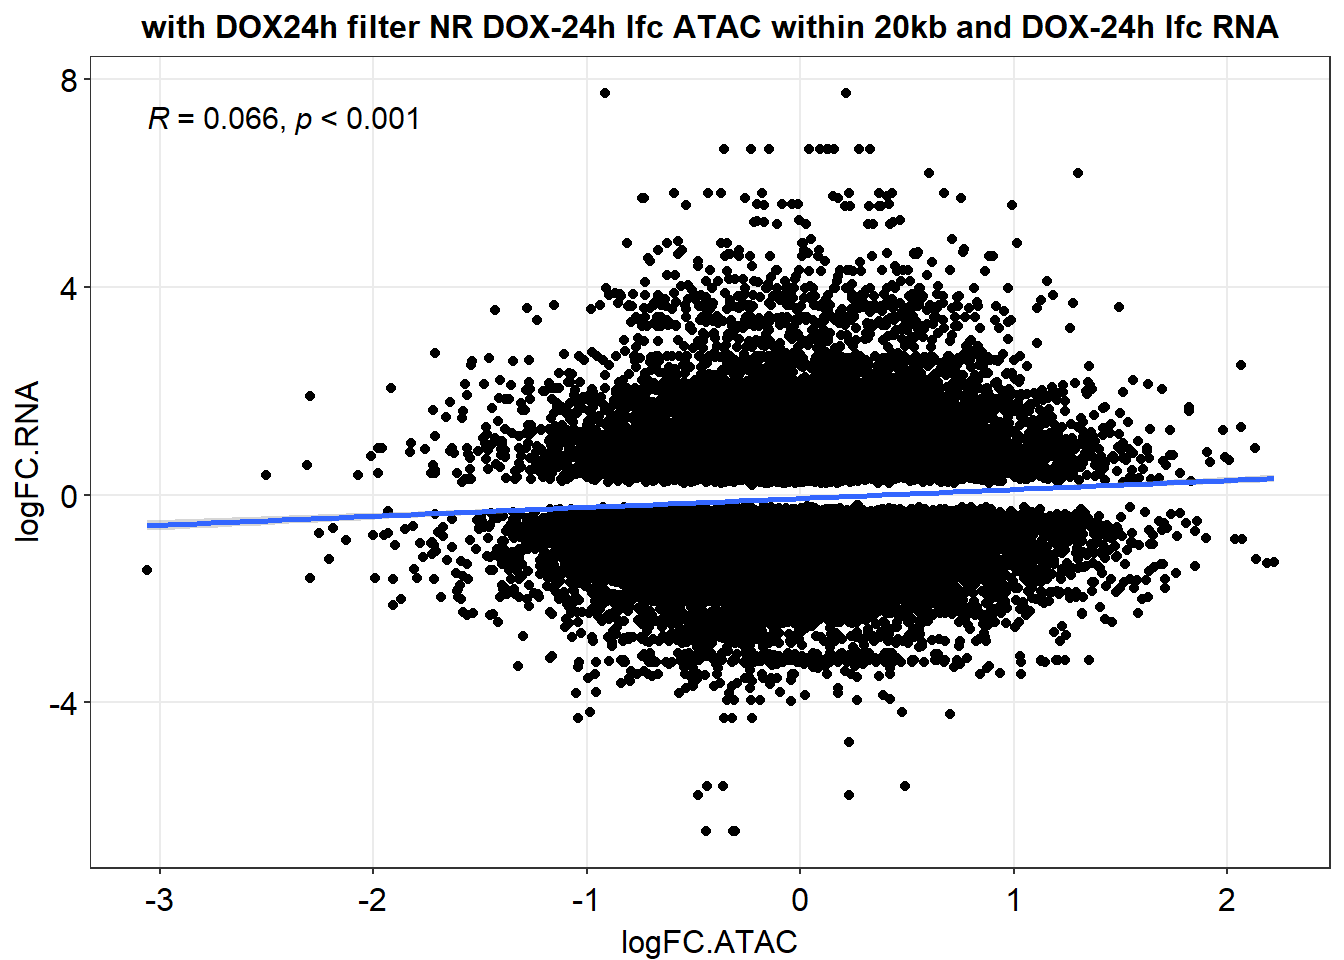 with DOX24h filter NR DOX-24h lfc ATAC within 20kb and DOX-24h lfc RNA
R = 0.066, p < 0.001
8
4
0
-4
logFC.RNA
-3 -2 -1 0 1 2
logFC.ATAC